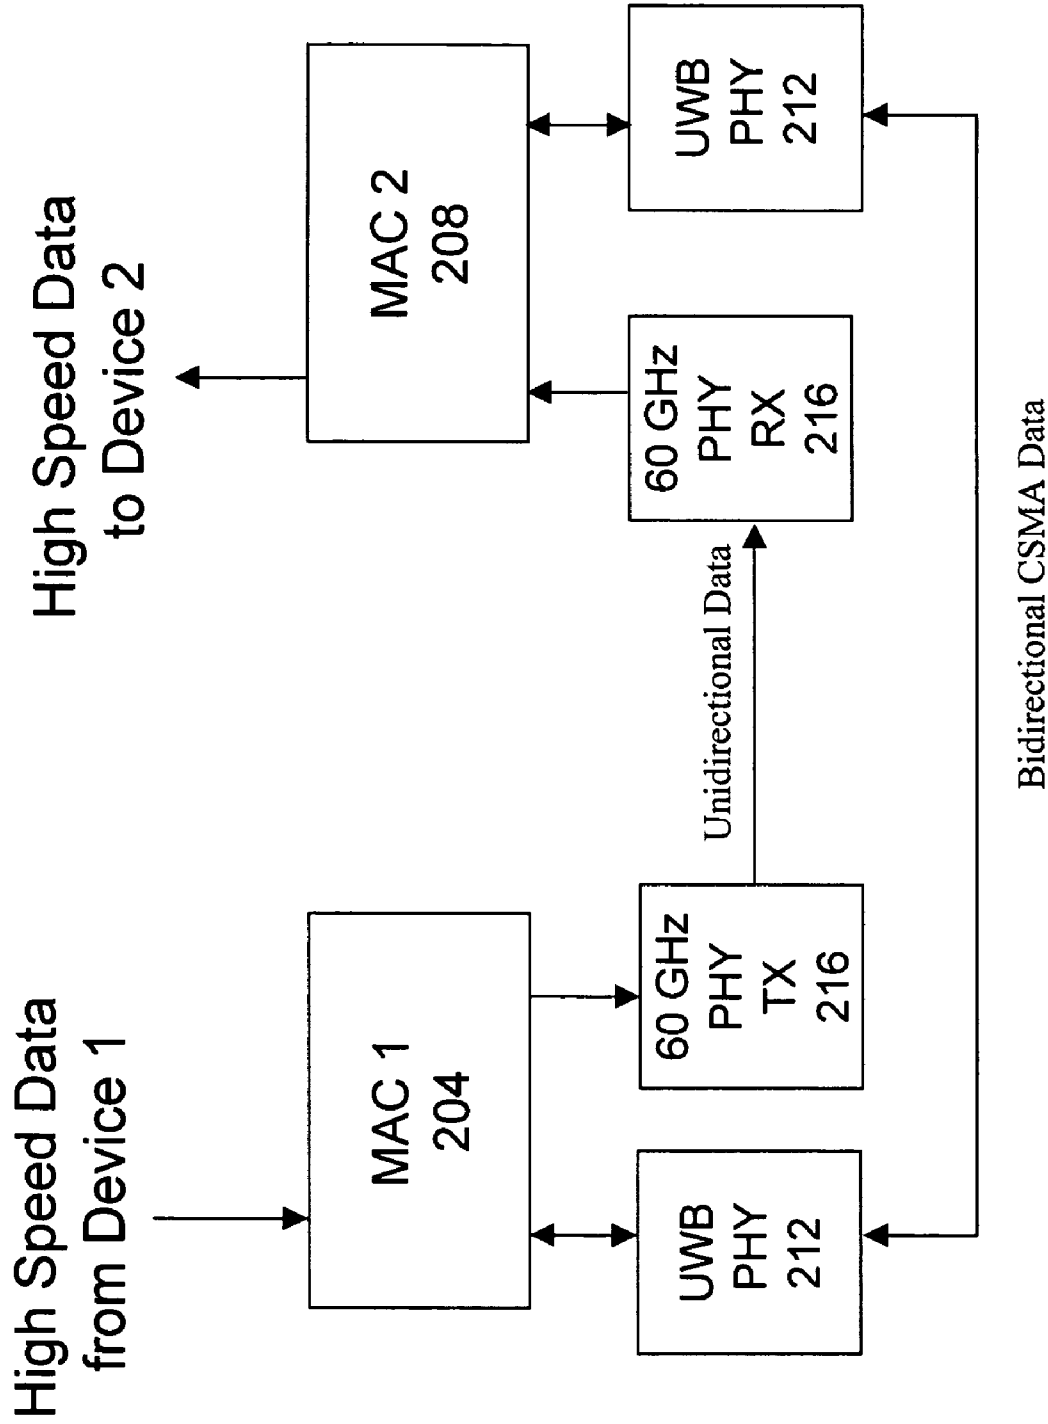 High Speed Data
from Device 1
High Speed Data
to Device 2
MAC 1
204
MAC 2
208
UWB
PHY
212
60 GHz
PHY
TX
216
Unidirectional Data
60 GHz
PHY
RX
216
UWB
PHY
212
Bidirectional CSMA Data